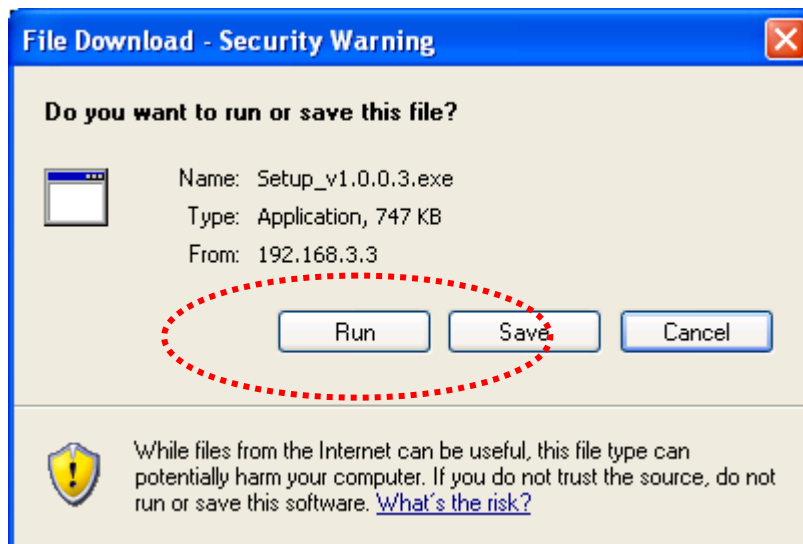 File Download - Security Warning
Do you want to run or save this file?
Name: Setup_v1.0.0.3.exe
Type: Application, 747 KB
From: 192.168.3.3
Run Save Cancel
While files from the Internet can be useful, this file type can
potentially harm your computer. If you do not trust the source, do not
run or save this software. What's the risk?